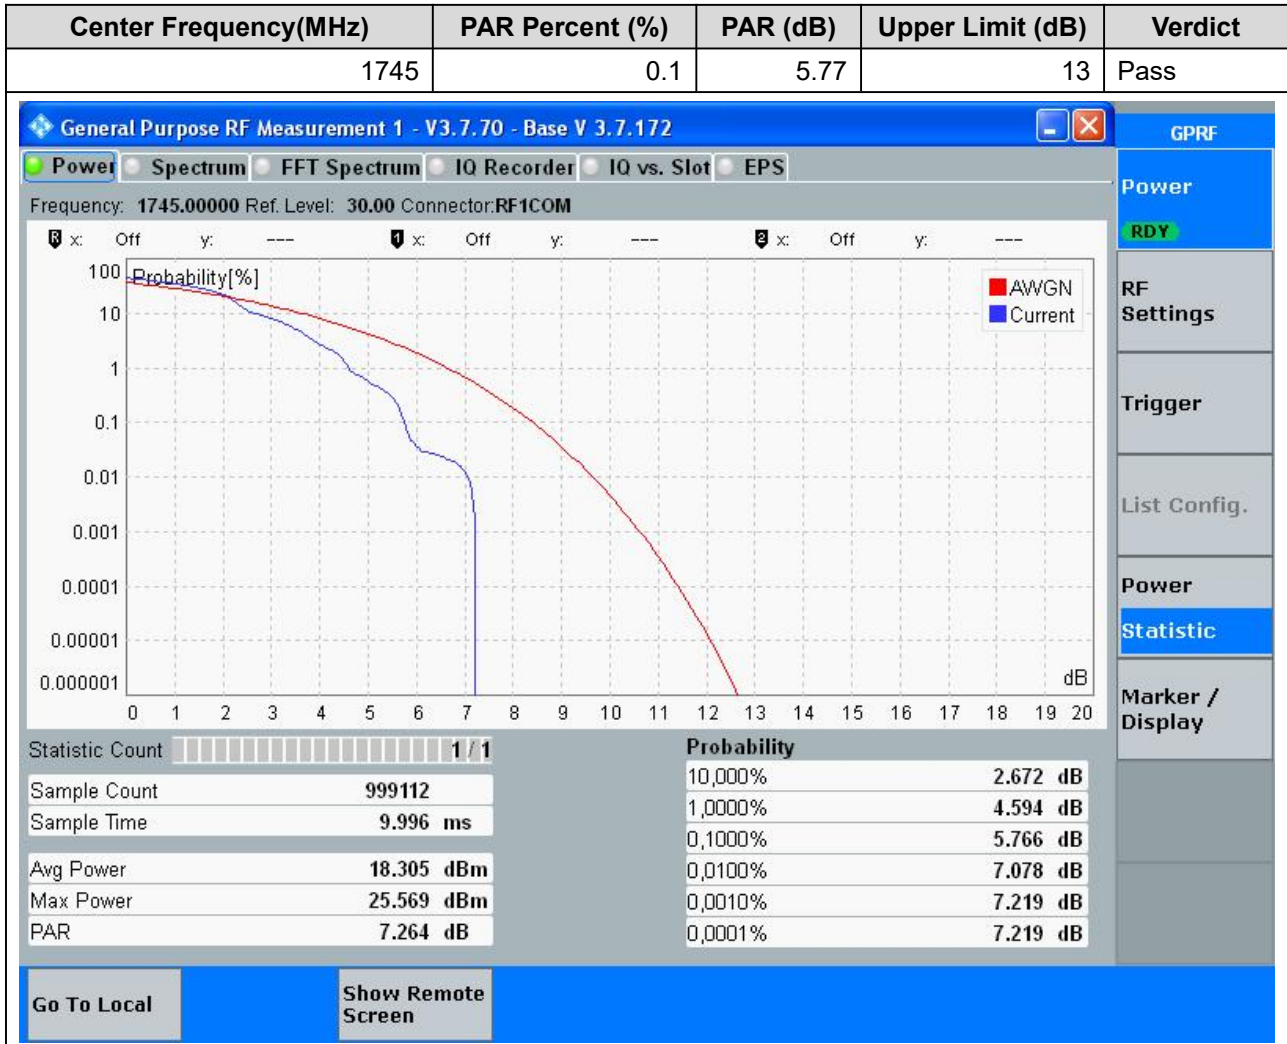 Center Frequency(MHz) PAR Percent (%) PAR (dB) Upper Limit (dB) Verdict
1745 0.1 5.77 13 Pass
General Purpose RF Measurement 1 - V3.7.70 - Base V 3.7.172
GPRF
Power Spectrum FFT Spectrum IQ Recorder IQ vs. Slot EPS
Power
RDY
Frequency: 1745.00000 Ref. Level: 30.00 Connector:RF1COM
R x: Off y: --- 1 x: Off y: --- 2 x: Off y: ---
100 Probability[%]
AWGN
Current
10
1
0.1
0.01
0.001
0.0001
0.00001
0.000001
dB
0 1 2 3 4 5 6 7 8 9 10 11 12 13 14 15 16 17 18 19 20
RF
Settings
Trigger
List Config.
Power
Statistic
Marker /
Display
Statistic Count 1 / 1
Sample Count 999112
Sample Time 9.996 ms
Avg Power 18.305 dBm
Max Power 25.569 dBm
PAR 7.264 dB
Probability
10,000% 2.672 dB
1,0000% 4.594 dB
0,1000% 5.766 dB
0,0100% 7.078 dB
0,0010% 7.219 dB
0,0001% 7.219 dB
Go To Local
Show Remote
Screen